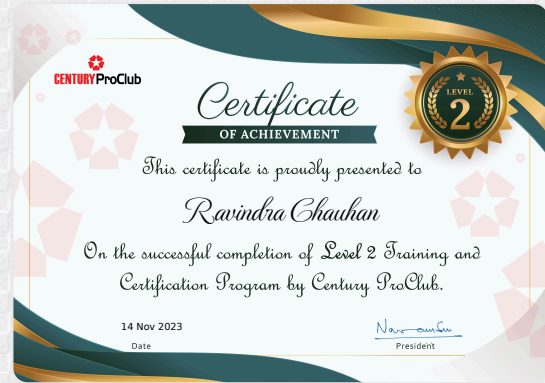 CENTURY ProClub
Certificate
OF ACHIEVEMENT
LEVEL
2
This certificate is proudly presented to
Ravindra Chauhan
On the successful completion of Level 2 Training and
Certification Program by Century ProClub.
14 Nov 2023
Date
President